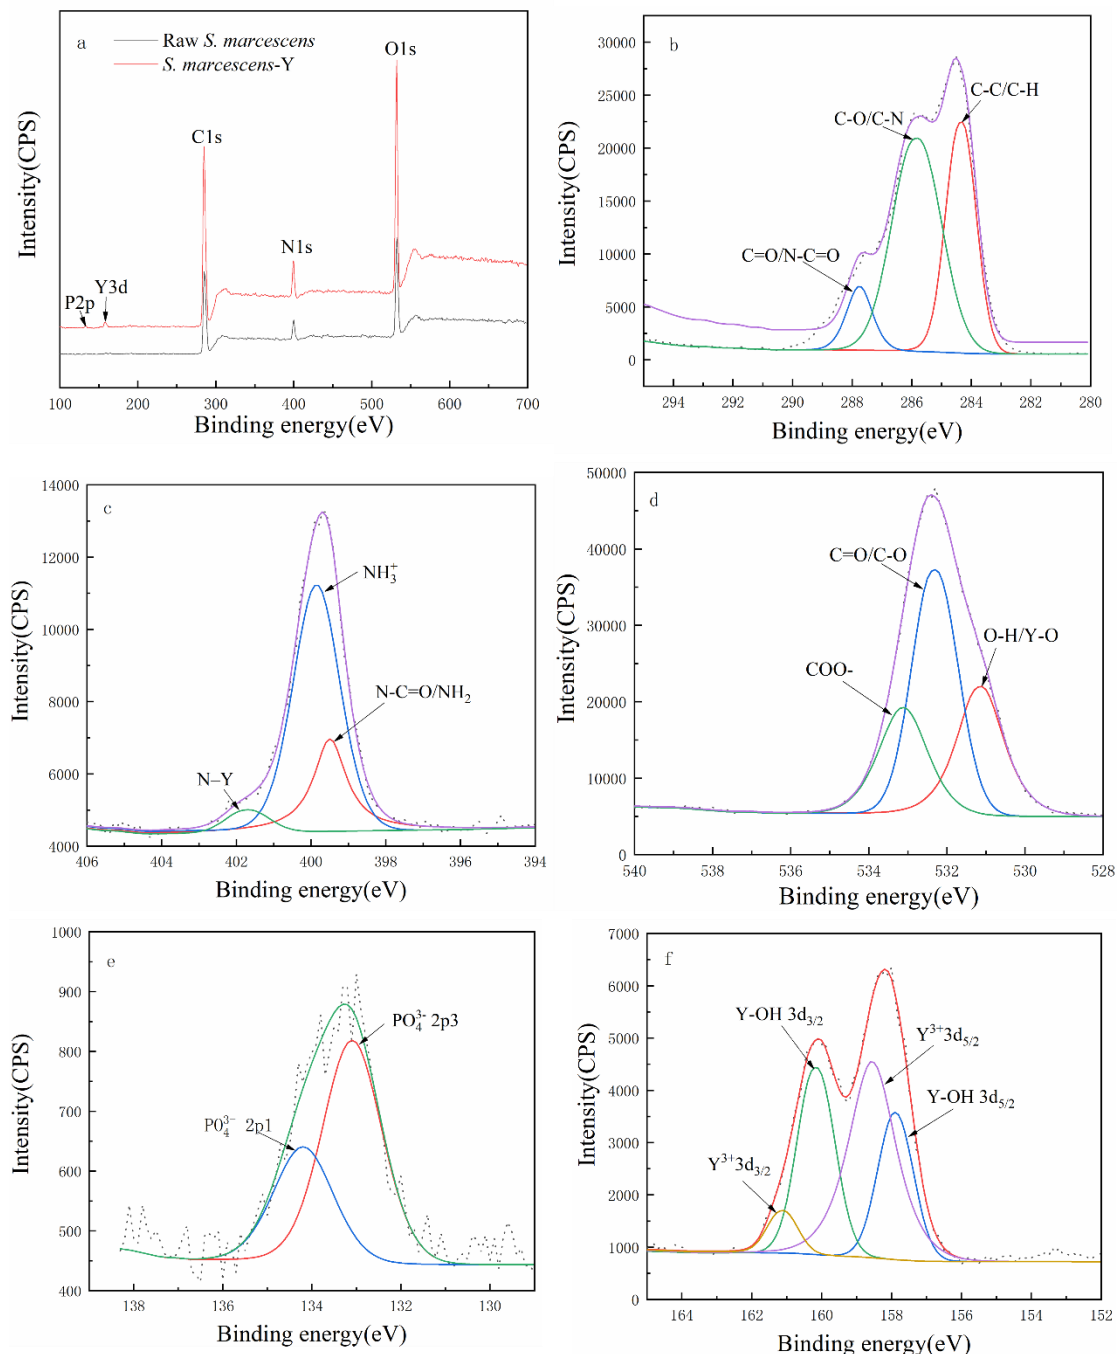 a
Raw S. marcescens
S. marcescens-Y
O1s
C1s
N1s
Y3d
P2p
Intensity(CPS)
100 200 300 400 500 600 700
Binding energy(eV)
b
C-C/C-H
C-O/C-N
C=O/N-C=O
Intensity(CPS)
30000
25000
20000
15000
10000
5000
0
294 292 290 288 286 284 282 280
Binding energy(eV)
c
NH₃⁺
N-C=O/NH₂
N–Y
Intensity(CPS)
14000
12000
10000
8000
6000
4000
406 404 402 400 398 396 394
Binding energy(eV)
d
C=O/C-O
O-H/Y-O
COO-
Intensity(CPS)
50000
40000
30000
20000
10000
0
540 538 536 534 532 530 528
Binding energy(eV)
e
PO₄³⁻ 2p3
PO₄³⁻ 2p1
Intensity(CPS)
1000
900
800
700
600
500
400
138 136 134 132 130
Binding energy(eV)
f
Y-OH 3d₃/₂
Y³⁺3d₅/₂
Y-OH 3d₅/₂
Y³⁺3d₃/₂
Intensity(CPS)
7000
6000
5000
4000
3000
2000
1000
0
164 162 160 158 156 154 152
Binding energy(eV)